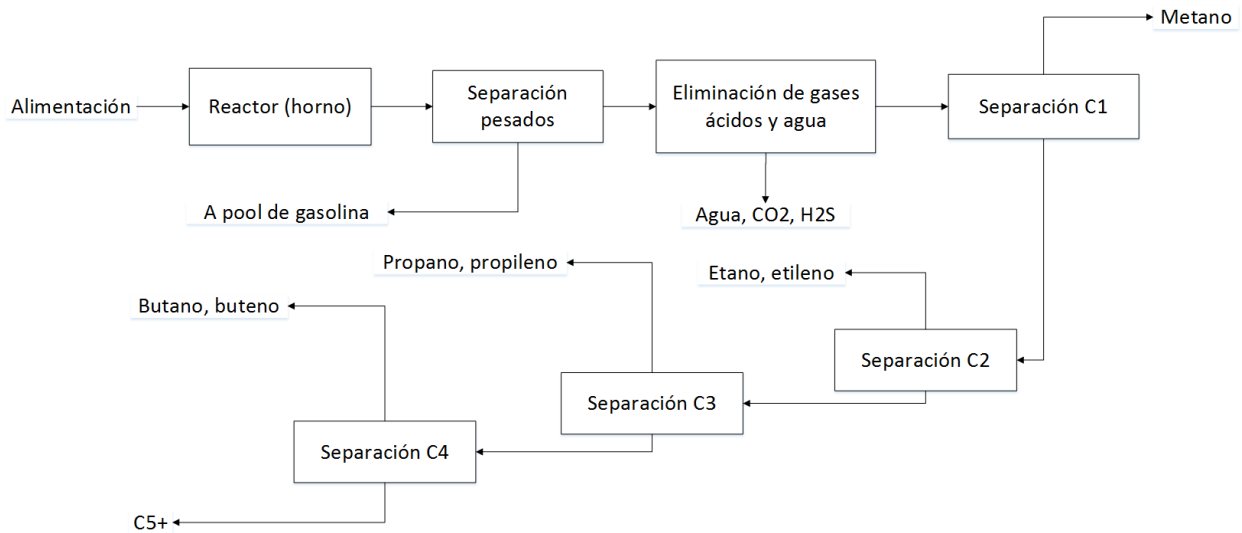 Metano
Alimentación
Reactor (horno)
Separación
pesados
Eliminación de gases
ácidos y agua
Separación C1
A pool de gasolina
Agua, CO2, H2S
Propano, propileno
Etano, etileno
Butano, buteno
Separación C2
Separación C3
Separación C4
C5+